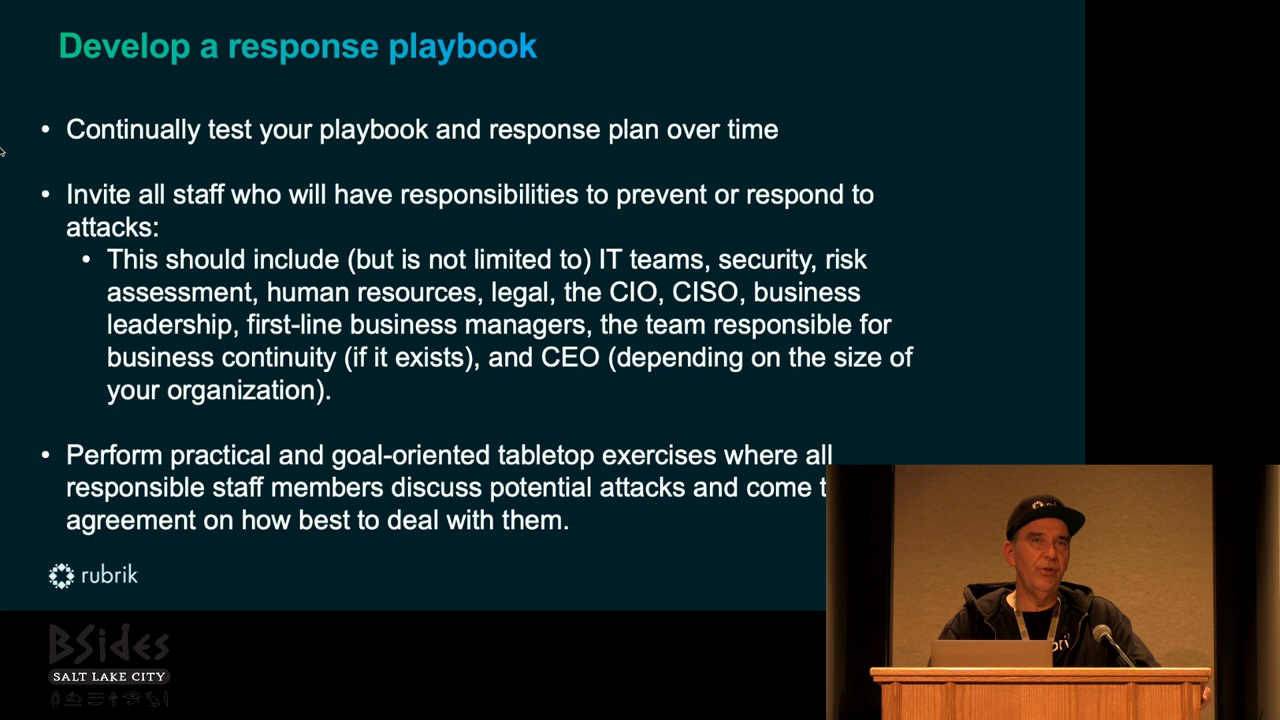 Develop a response playbook
• Continually test your playbook and response plan over time
• Invite all staff who will have responsibilities to prevent or respond to
attacks:
• This should include (but is not limited to) IT teams, security, risk
assessment, human resources, legal, the CIO, CISO, business
leadership, first-line business managers, the team responsible for
business continuity (if it exists), and CEO (depending on the size of
your organization).
• Perform practical and goal-oriented tabletop exercises where all
responsible staff members discuss potential attacks and come t
agreement on how best to deal with them.
rubrik
BSides
SALT LAKE CITY